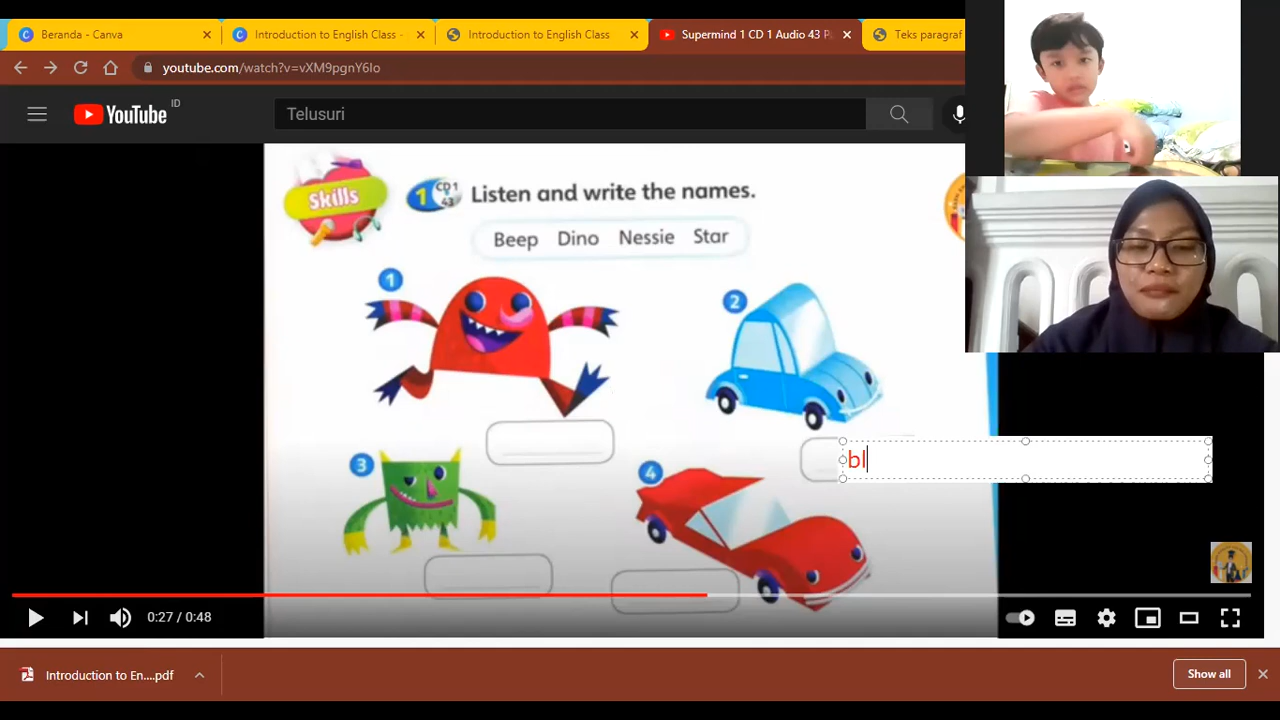 Beranda - Canva
Introduction to English Class -
Introduction to English Class
Supermind 1 CD 1 Audio 43
Teks paragraf
youtube.com/watch?v=vXM9pgnY6lo
YouTube ID
Telusuri
Skills
1 CD1 43 Listen and write the names.
Beep Dino Nessie Star
1
2
bl
3
4
0:27 / 0:48
Introduction to En....pdf
Show all